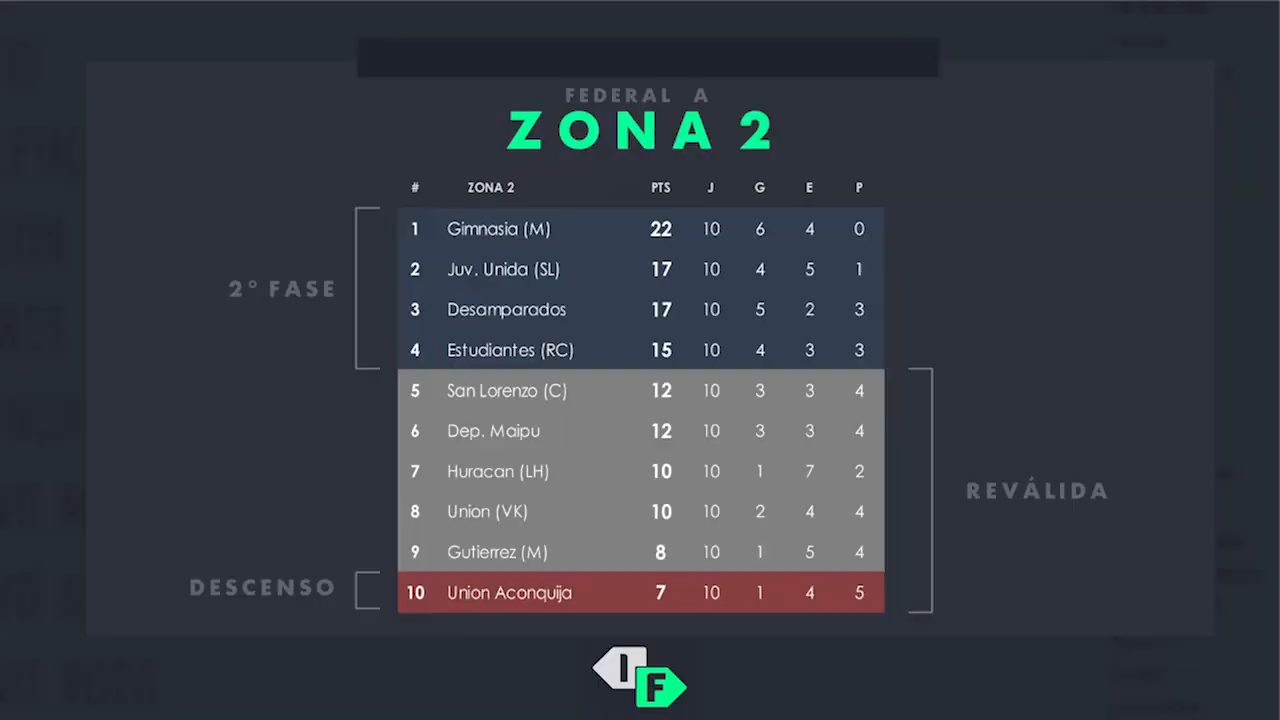 FEDERAL A
ZONA 2
# ZONA 2 PTS J G E P
1 Gimnasia (M) 22 10 6 4 0
2 Juv. Unida (SL) 17 10 4 5 1
3 Desamparados 17 10 5 2 3
4 Estudiantes (RC) 15 10 4 3 3
2° FASE
5 San Lorenzo (C) 12 10 3 3 4
6 Dep. Maipu 12 10 3 3 4
7 Huracan (LH) 10 10 1 7 2
8 Union (VK) 10 10 2 4 4
9 Gutierrez (M) 8 10 1 5 4
REVÁLIDA
DESCENSO
10 Union Aconquija 7 10 1 4 5
IF